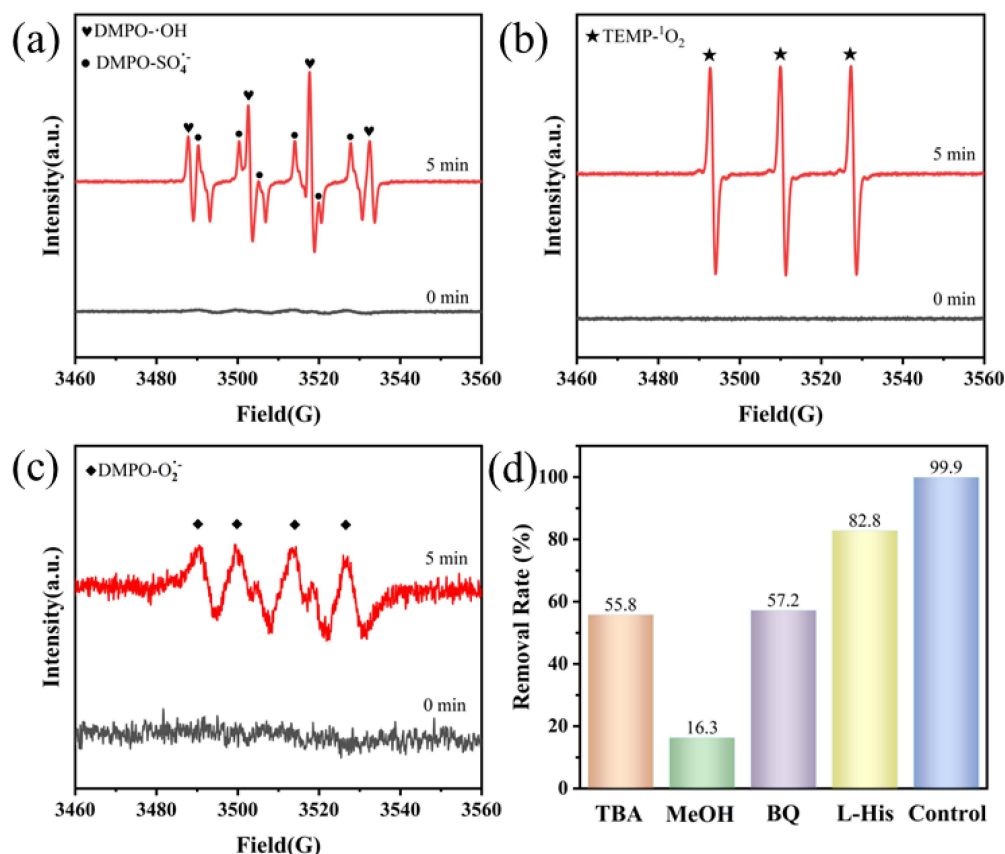 (a)
♥DMPO-·OH
●DMPO-SO₄·⁻
5 min
0 min
Intensity(a.u.)
3460 3480 3500 3520 3540 3560
Field(G)
(b)
★TEMP-¹O₂
5 min
0 min
Intensity(a.u.)
3460 3480 3500 3520 3540 3560
Field(G)
(c)
◆DMPO-O₂·⁻
5 min
0 min
Intensity(a.u.)
3460 3480 3500 3520 3540 3560
Field(G)
(d)
Removal Rate (%)
100
80
60
40
20
0
55.8
16.3
57.2
82.8
99.9
TBA MeOH BQ L-His Control